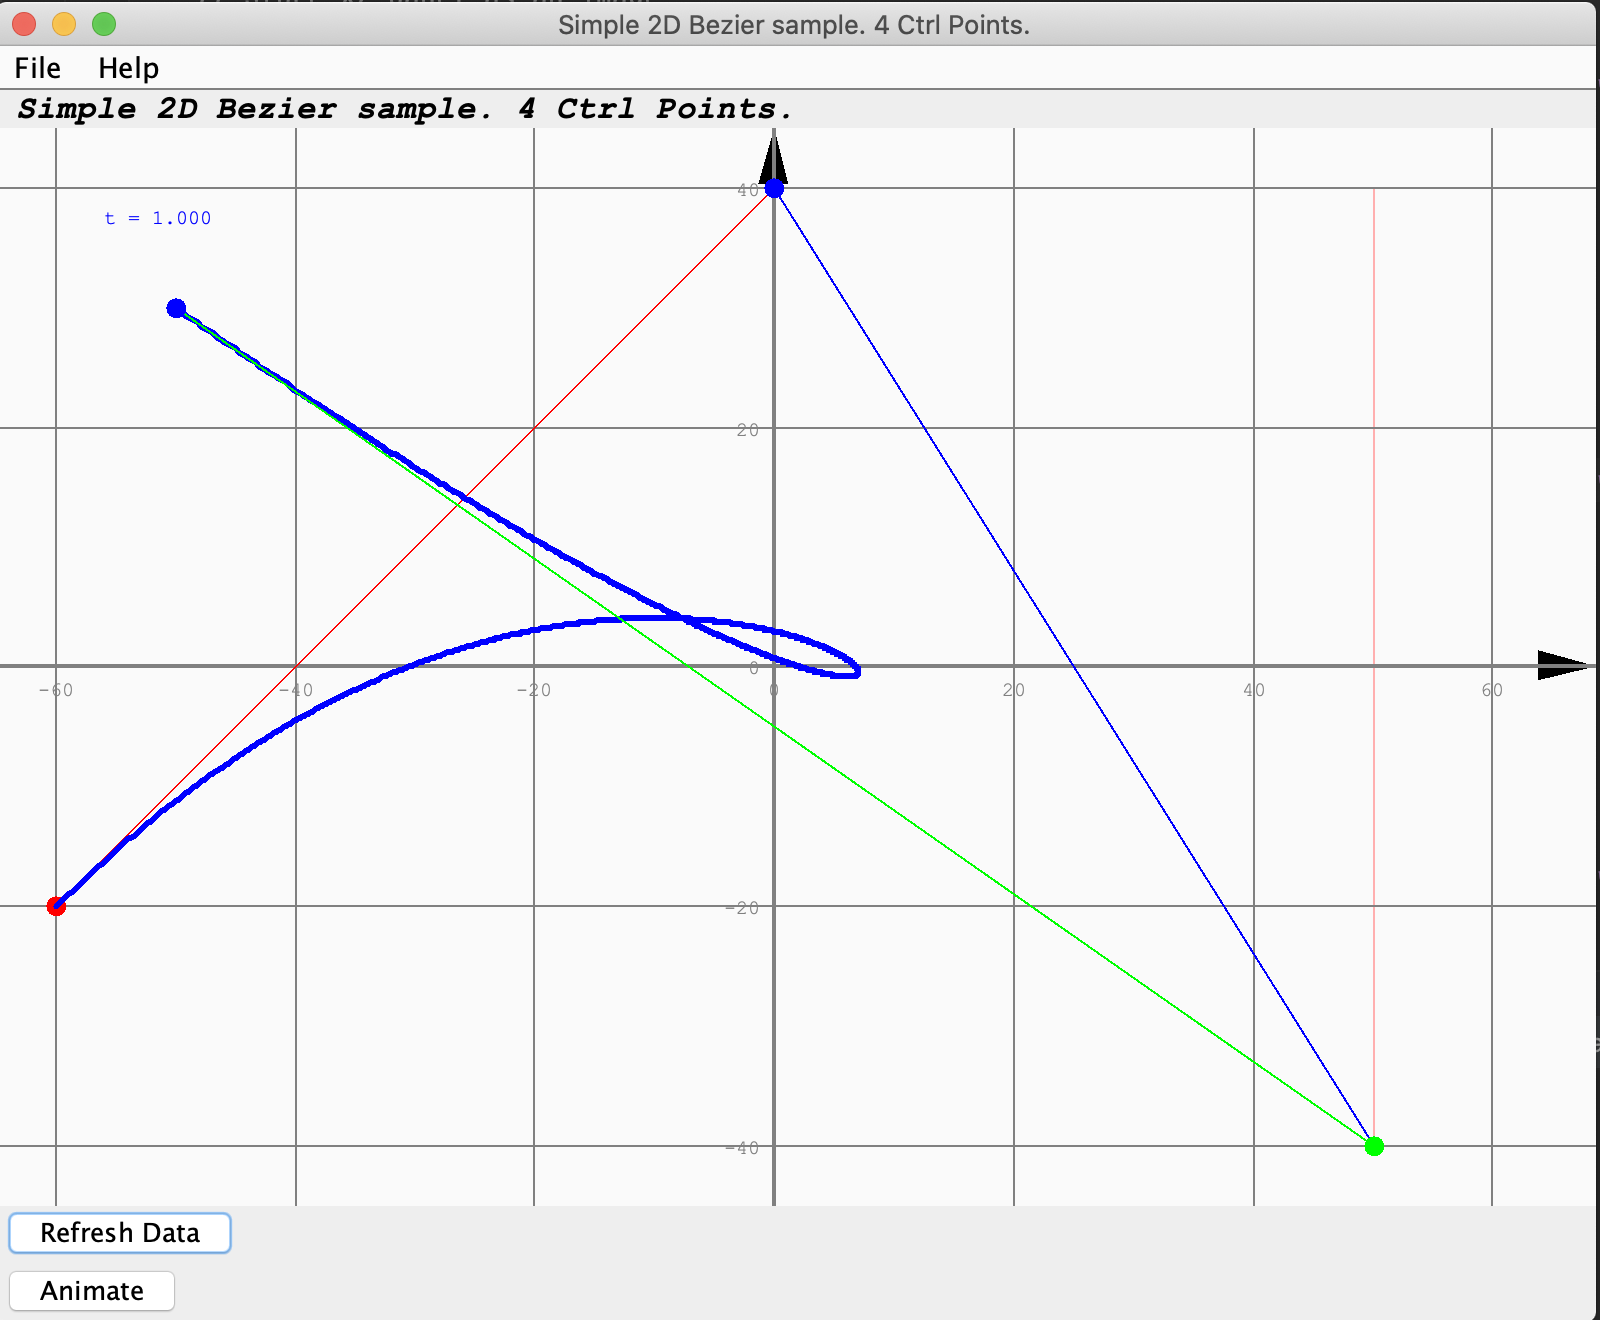 Simple 2D Bezier sample. 4 Ctrl Points.
File Help
Simple 2D Bezier sample. 4 Ctrl Points.
40
t = 1.000
20
0
-60 -40 -20 0 20 40 60
-20
-40
Refresh Data
Animate